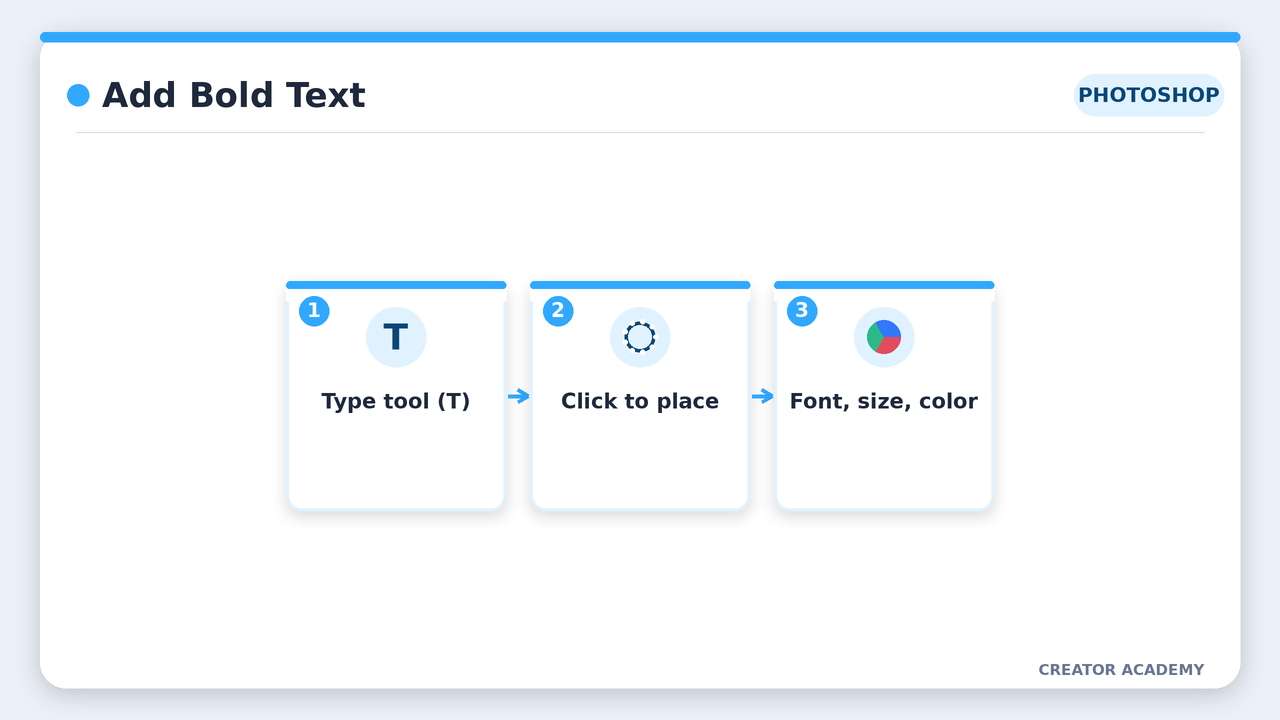 Add Bold Text
PHOTOSHOP
1
T
Type tool (T)
2
Click to place
3
Font, size, color
CREATOR ACADEMY